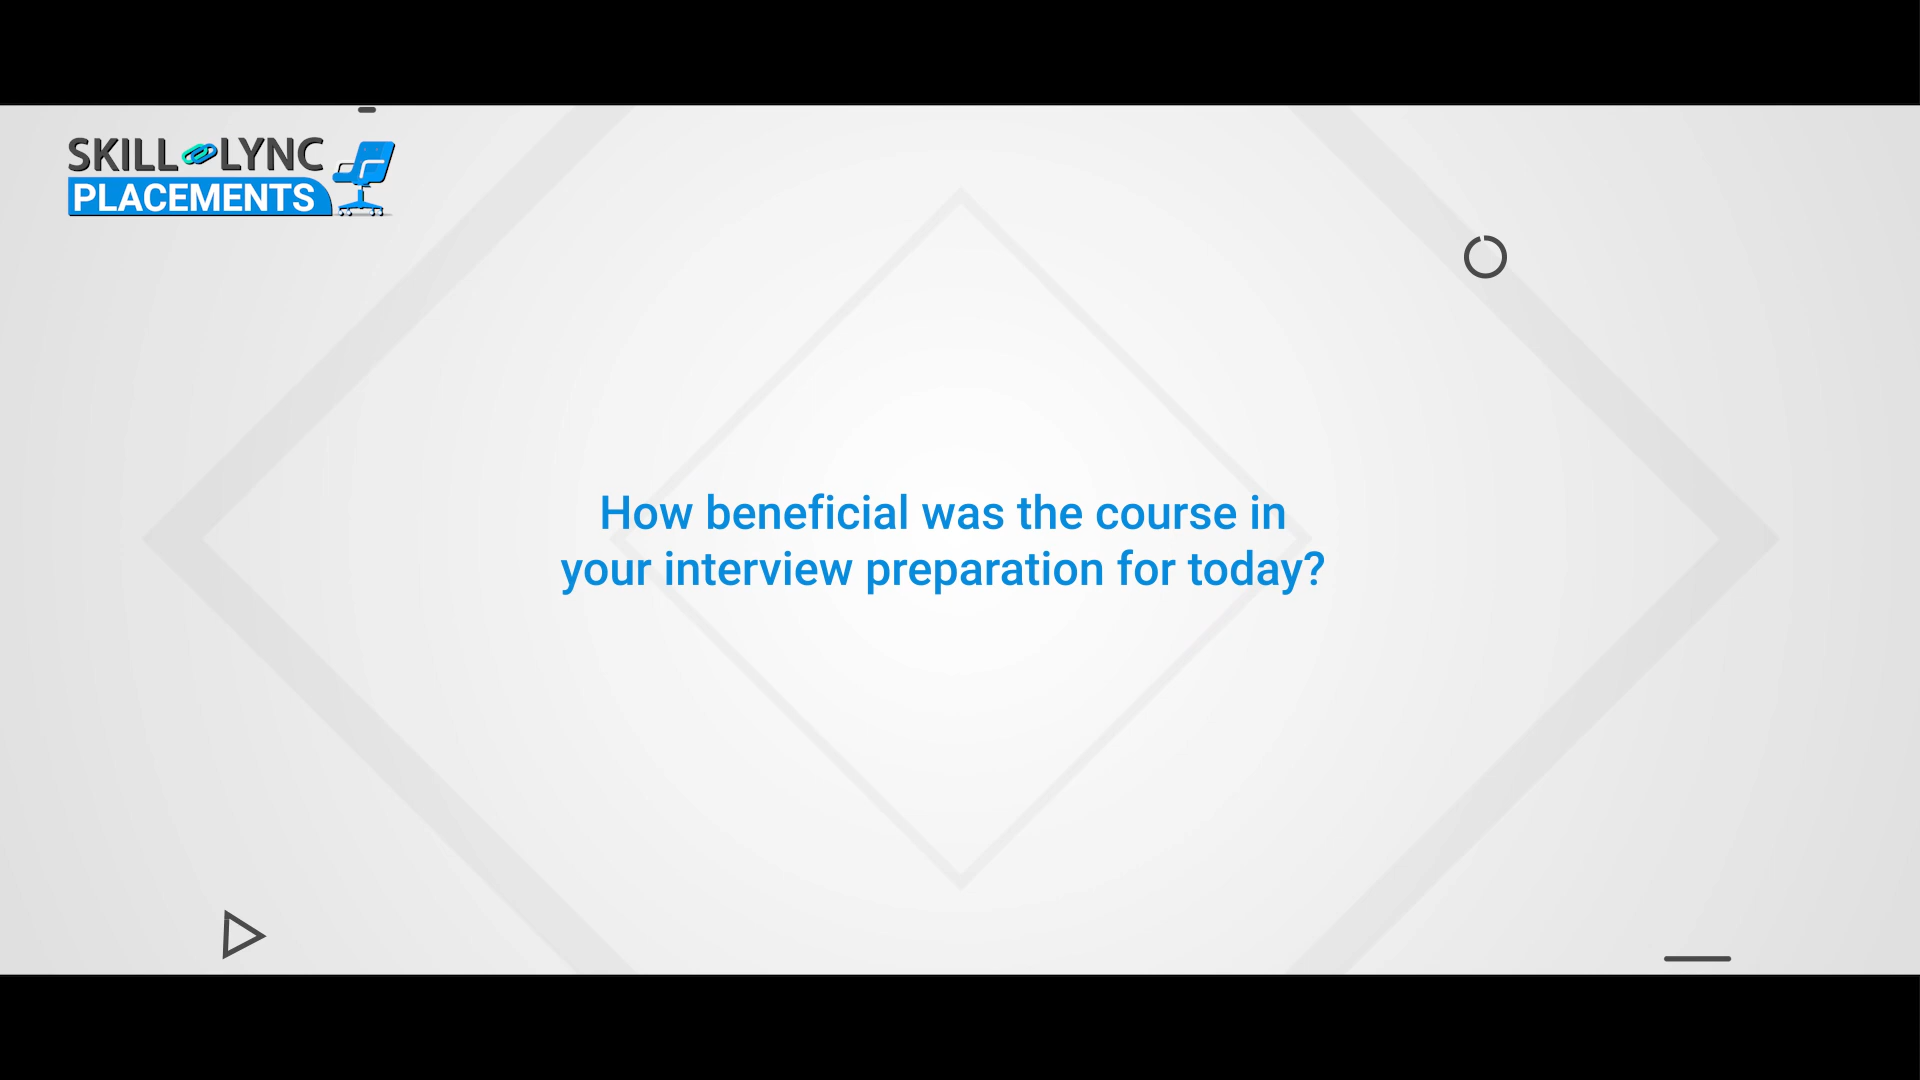 SKILL LYNC
PLACEMENTS
How beneficial was the course in
your interview preparation for today?